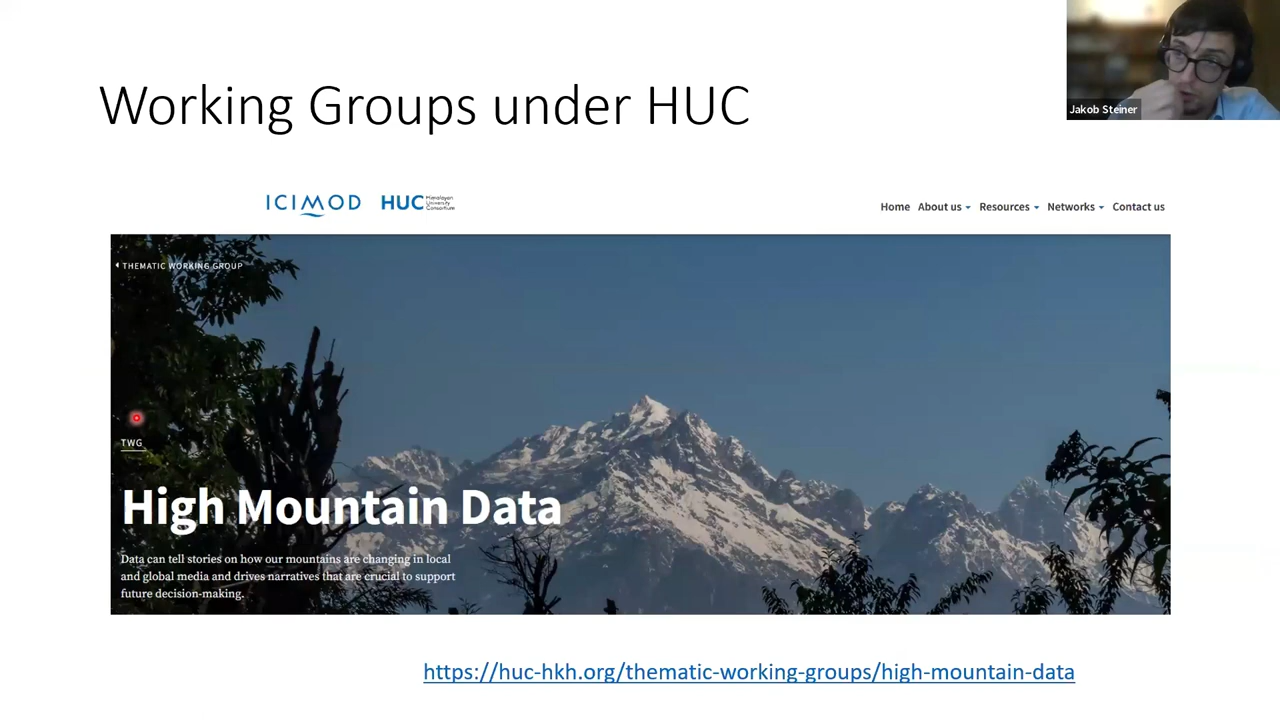 Working Groups under HUC
Jakob Steiner
ICIMOD HUC Himalayan
University
Consortium
Home About us Resources Networks Contact us
THEMATIC WORKING GROUP
TWG
High Mountain Data
Data can tell stories on how our mountains are changing in local
and global media and drives narratives that are crucial to support
future decision-making.
https://huc-hkh.org/thematic-working-groups/high-mountain-data